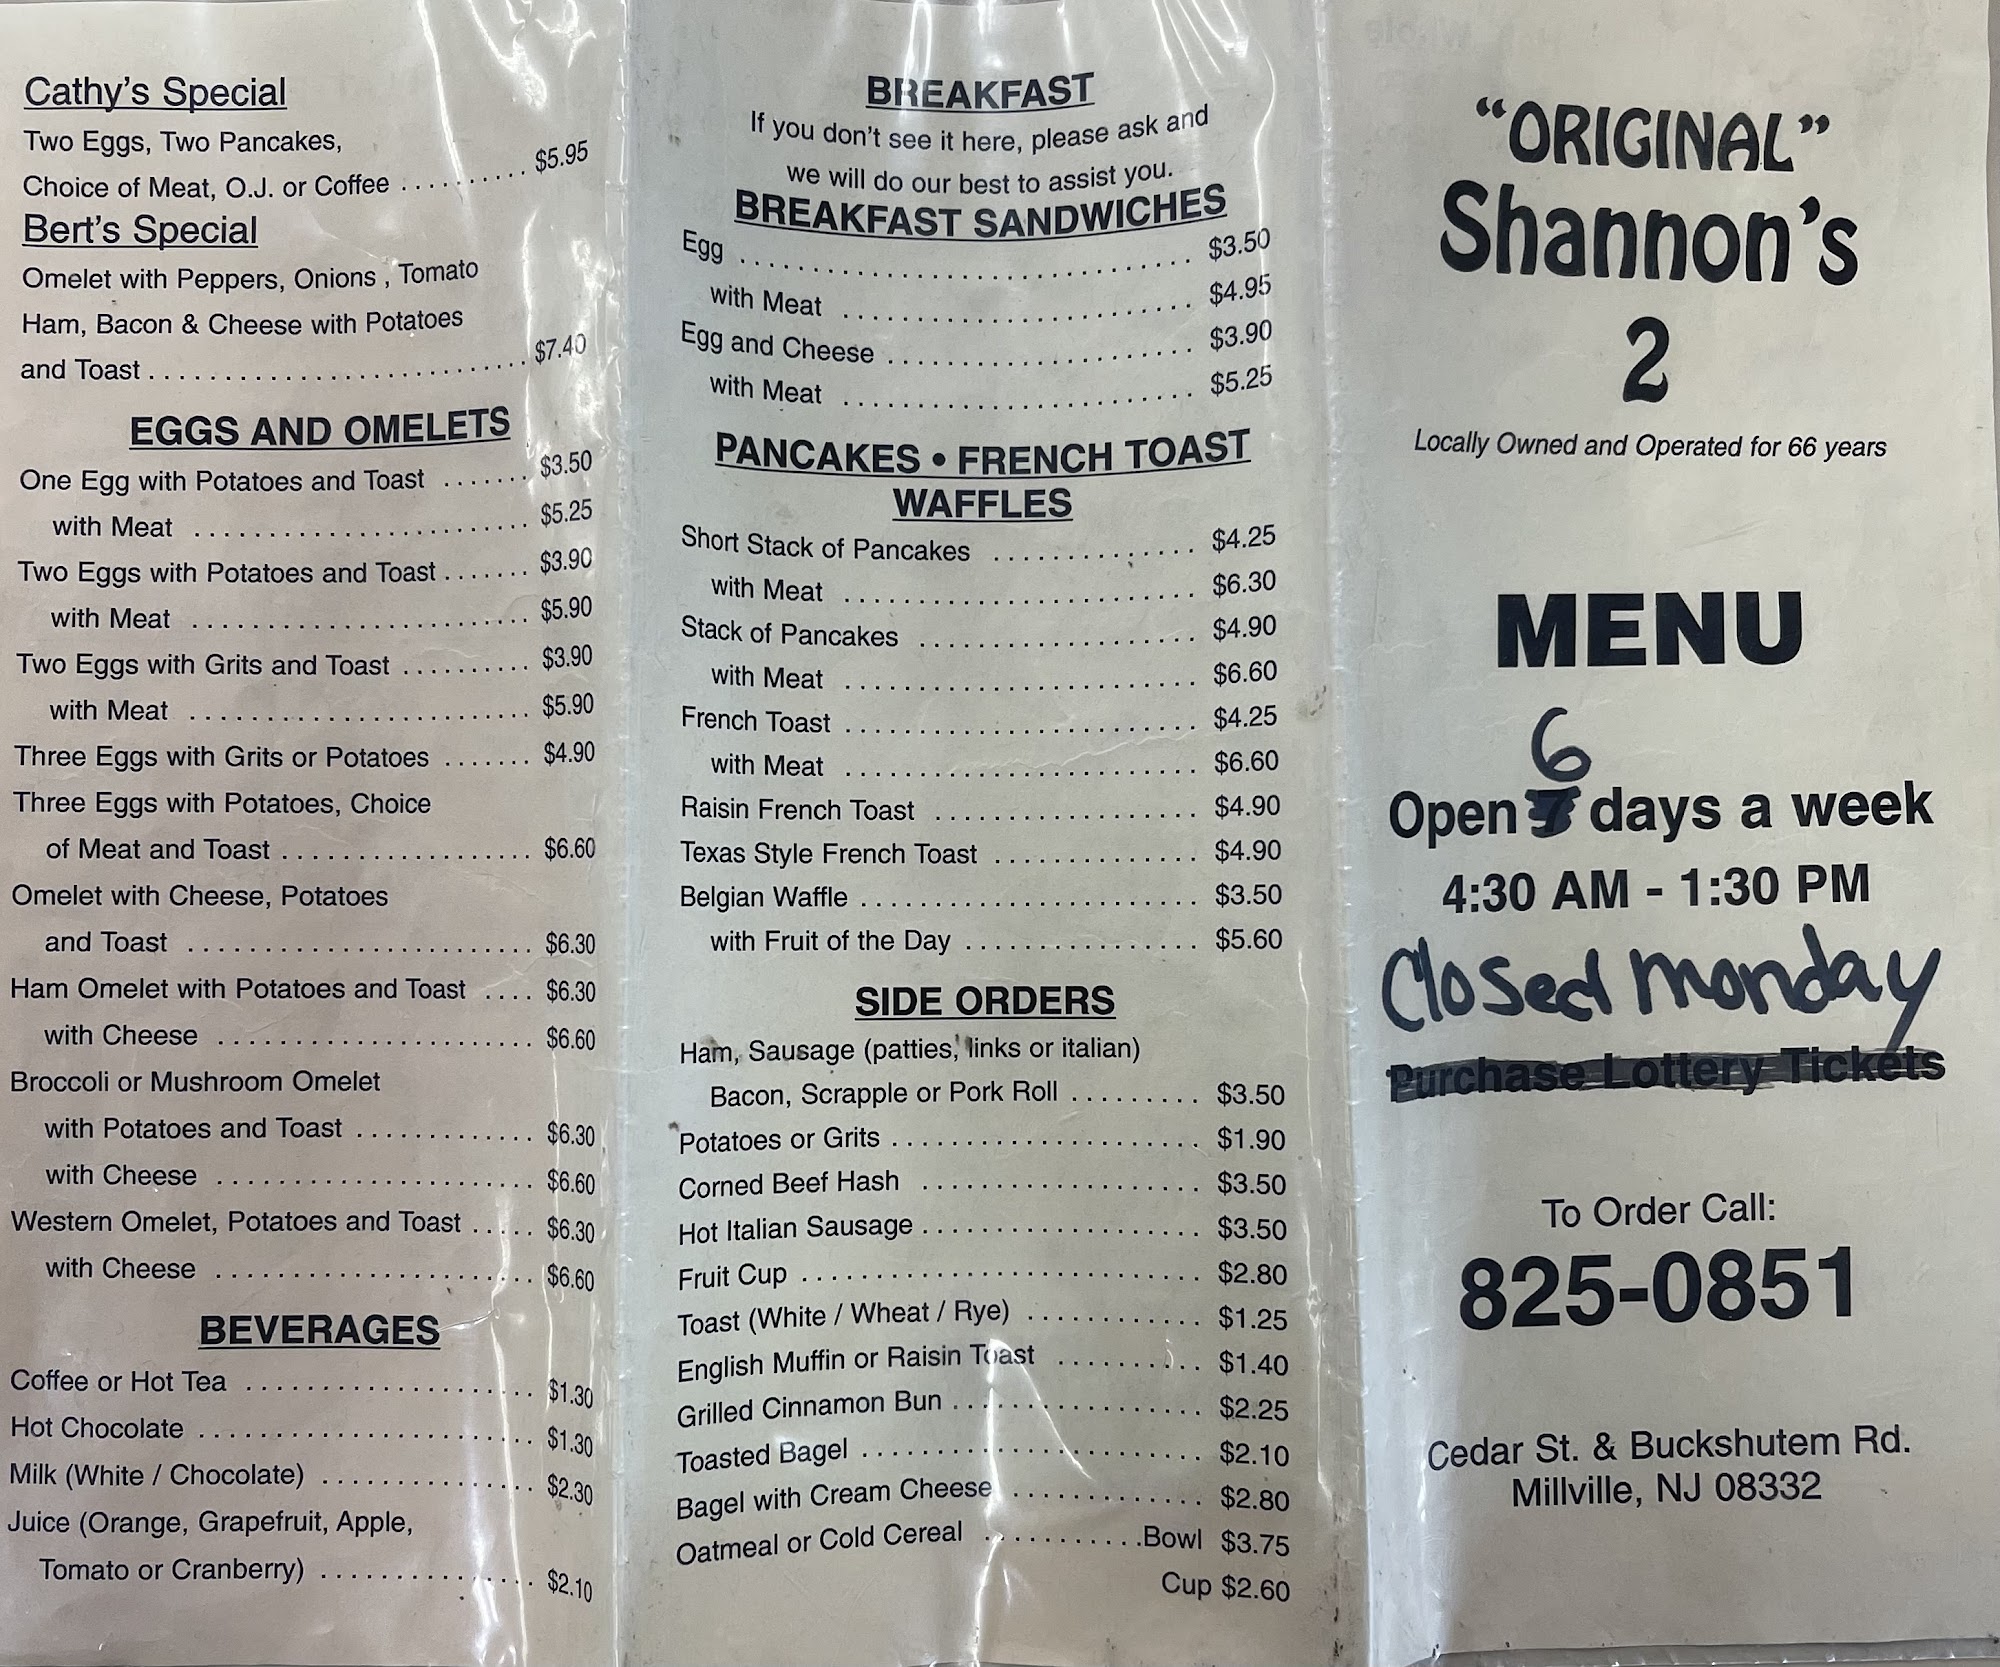 Cathy's Special
Two Eggs, Two Pancakes,
Choice of Meat, O.J. or Coffee . . . . . . . . . . $5.95
Bert's Special
Omelet with Peppers, Onions , Tomato
Ham, Bacon & Cheese with Potatoes
and Toast . . . . . . . . . . $7.40
EGGS AND OMELETS
One Egg with Potatoes and Toast . . . . . . . $3.50
with Meat . . . . . . . . . . $5.25
Two Eggs with Potatoes and Toast . . . . . . . $3.90
with Meat . . . . . . . . . . $5.90
Two Eggs with Grits and Toast . . . . . . . . . $3.90
with Meat . . . . . . . . . . $5.90
Three Eggs with Grits or Potatoes . . . . . . . $4.90
Three Eggs with Potatoes, Choice
of Meat and Toast . . . . . . . . . . $6.60
Omelet with Cheese, Potatoes
and Toast . . . . . . . . . . $6.30
Ham Omelet with Potatoes and Toast . . . . $6.30
with Cheese . . . . . . . . . . $6.60
Broccoli or Mushroom Omelet
with Potatoes and Toast . . . . . . . . . . $6.30
with Cheese . . . . . . . . . . $6.60
Western Omelet, Potatoes and Toast . . . . . $6.30
with Cheese . . . . . . . . . . $6.60
BEVERAGES
Coffee or Hot Tea . . . . . . . . . . $1.30
Hot Chocolate . . . . . . . . . . $1.30
Milk (White / Chocolate) . . . . . . . . . . $2.30
Juice (Orange, Grapefruit, Apple,
Tomato or Cranberry) . . . . . . . . . . $2.10
BREAKFAST
If you don't see it here, please ask and
we will do our best to assist you.
BREAKFAST SANDWICHES
Egg . . . . . . . . . . $3.50
with Meat . . . . . . . . . . $4.95
Egg and Cheese . . . . . . . . . . $3.90
with Meat . . . . . . . . . . $5.25
PANCAKES • FRENCH TOAST
WAFFLES
Short Stack of Pancakes . . . . . . . . . . $4.25
with Meat . . . . . . . . . . $6.30
Stack of Pancakes . . . . . . . . . . $4.90
with Meat . . . . . . . . . . $6.60
French Toast . . . . . . . . . . $4.25
with Meat . . . . . . . . . . $6.60
Raisin French Toast . . . . . . . . . . $4.90
Texas Style French Toast . . . . . . . . . . $4.90
Belgian Waffle . . . . . . . . . . $3.50
with Fruit of the Day . . . . . . . . . . $5.60
SIDE ORDERS
Ham, Sausage (patties, links or italian)
Bacon, Scrapple or Pork Roll . . . . . . . . . $3.50
Potatoes or Grits . . . . . . . . . . $1.90
Corned Beef Hash . . . . . . . . . . $3.50
Hot Italian Sausage . . . . . . . . . . $3.50
Fruit Cup . . . . . . . . . . $2.80
Toast (White / Wheat / Rye) . . . . . . . . . . $1.25
English Muffin or Raisin Toast . . . . . . . . . . $1.40
Grilled Cinnamon Bun . . . . . . . . . . $2.25
Toasted Bagel . . . . . . . . . . $2.10
Bagel with Cream Cheese . . . . . . . . . . $2.80
Oatmeal or Cold Cereal . . . . . . . . . . Bowl $3.75
Cup $2.60
"ORIGINAL"
Shannon's
2
Locally Owned and Operated for 66 years
MENU
6
Open 7 days a week
4:30 AM - 1:30 PM
Closed Monday
Purchase Lottery Tickets
To Order Call:
825-0851
Cedar St. & Buckshutem Rd.
Millville, NJ 08332